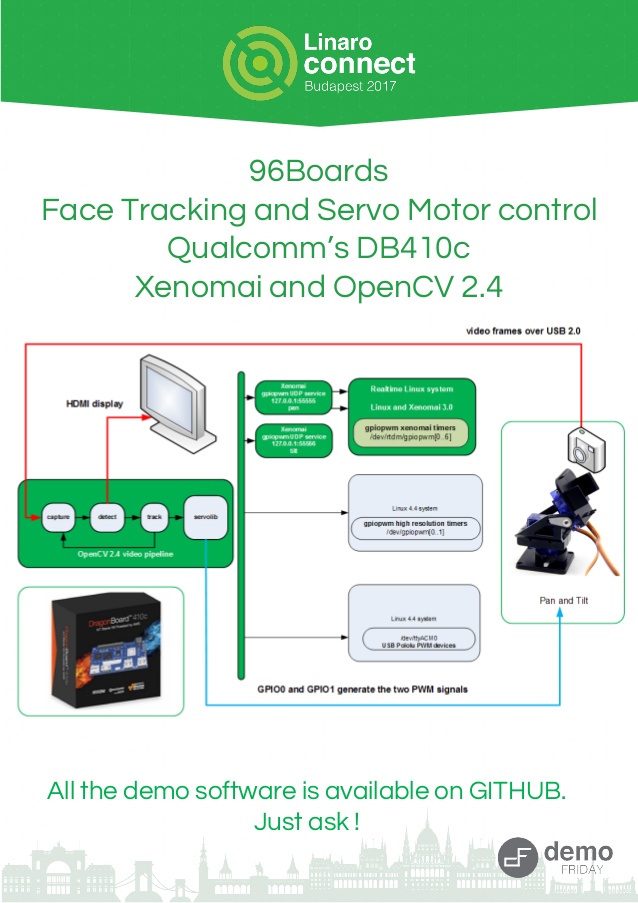 Linaro
connect
Budapest 2017
96Boards
Face Tracking and Servo Motor control
Qualcomm's DB410c
Xenomai and OpenCV 2.4
video frames over USB 2.0
HDMI display
Xenomai
gpiopwm UDP service
127.0.0.1:55555
pan
Realtime Linux system
Linux and Xenomai 3.0
gpiopwm xenomai timers
/dev/rtdm/gpiopwm[0..6]
Xenomai
gpiopwm UDP service
127.0.0.1:55556
tilt
capture
detect
track
servolib
OpenCV 2.4 video pipeline
Linux 4.4 system
gpiopwm high resolution timers
/dev/gpiopwm[0..1]
Pan and Tilt
DragonBoard™ 410c
Linux 4.4 system
/dev/ttyACM0
USB Pololu PWM devices
GPIO0 and GPIO1 generate the two PWM signals
All the demo software is available on GITHUB.
Just ask !
demo
FRIDAY